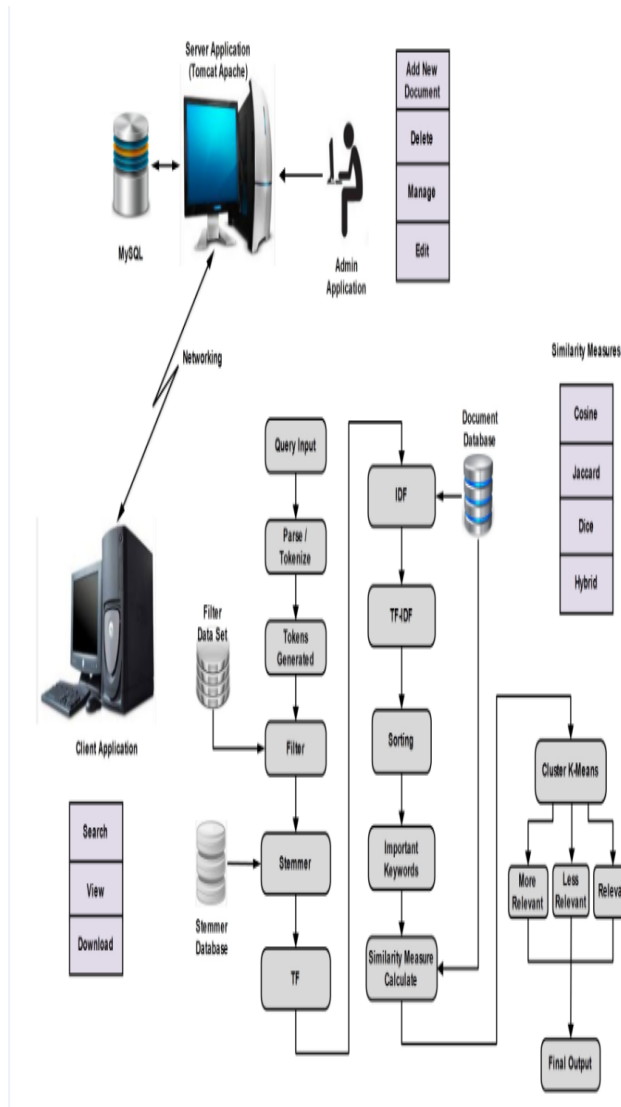 Server Application
(Tomcat Apache)
MySQL
Admin
Application
Add New
Document
Delete
Manage
Edit
Networking
Client Application
Search
View
Download
Query Input
Parse /
Tokenize
Tokens
Generated
Filter
Data Set
Filter
Stemmer
Stemmer
Database
TF
IDF
Document
Database
TF-IDF
Sorting
Important
Keywords
Similarity Measure
Calculate
Similarity Measures
Cosine
Jaccard
Dice
Hybrid
Cluster K-Means
More
Relevant
Less
Relevant
Releva
Final Output